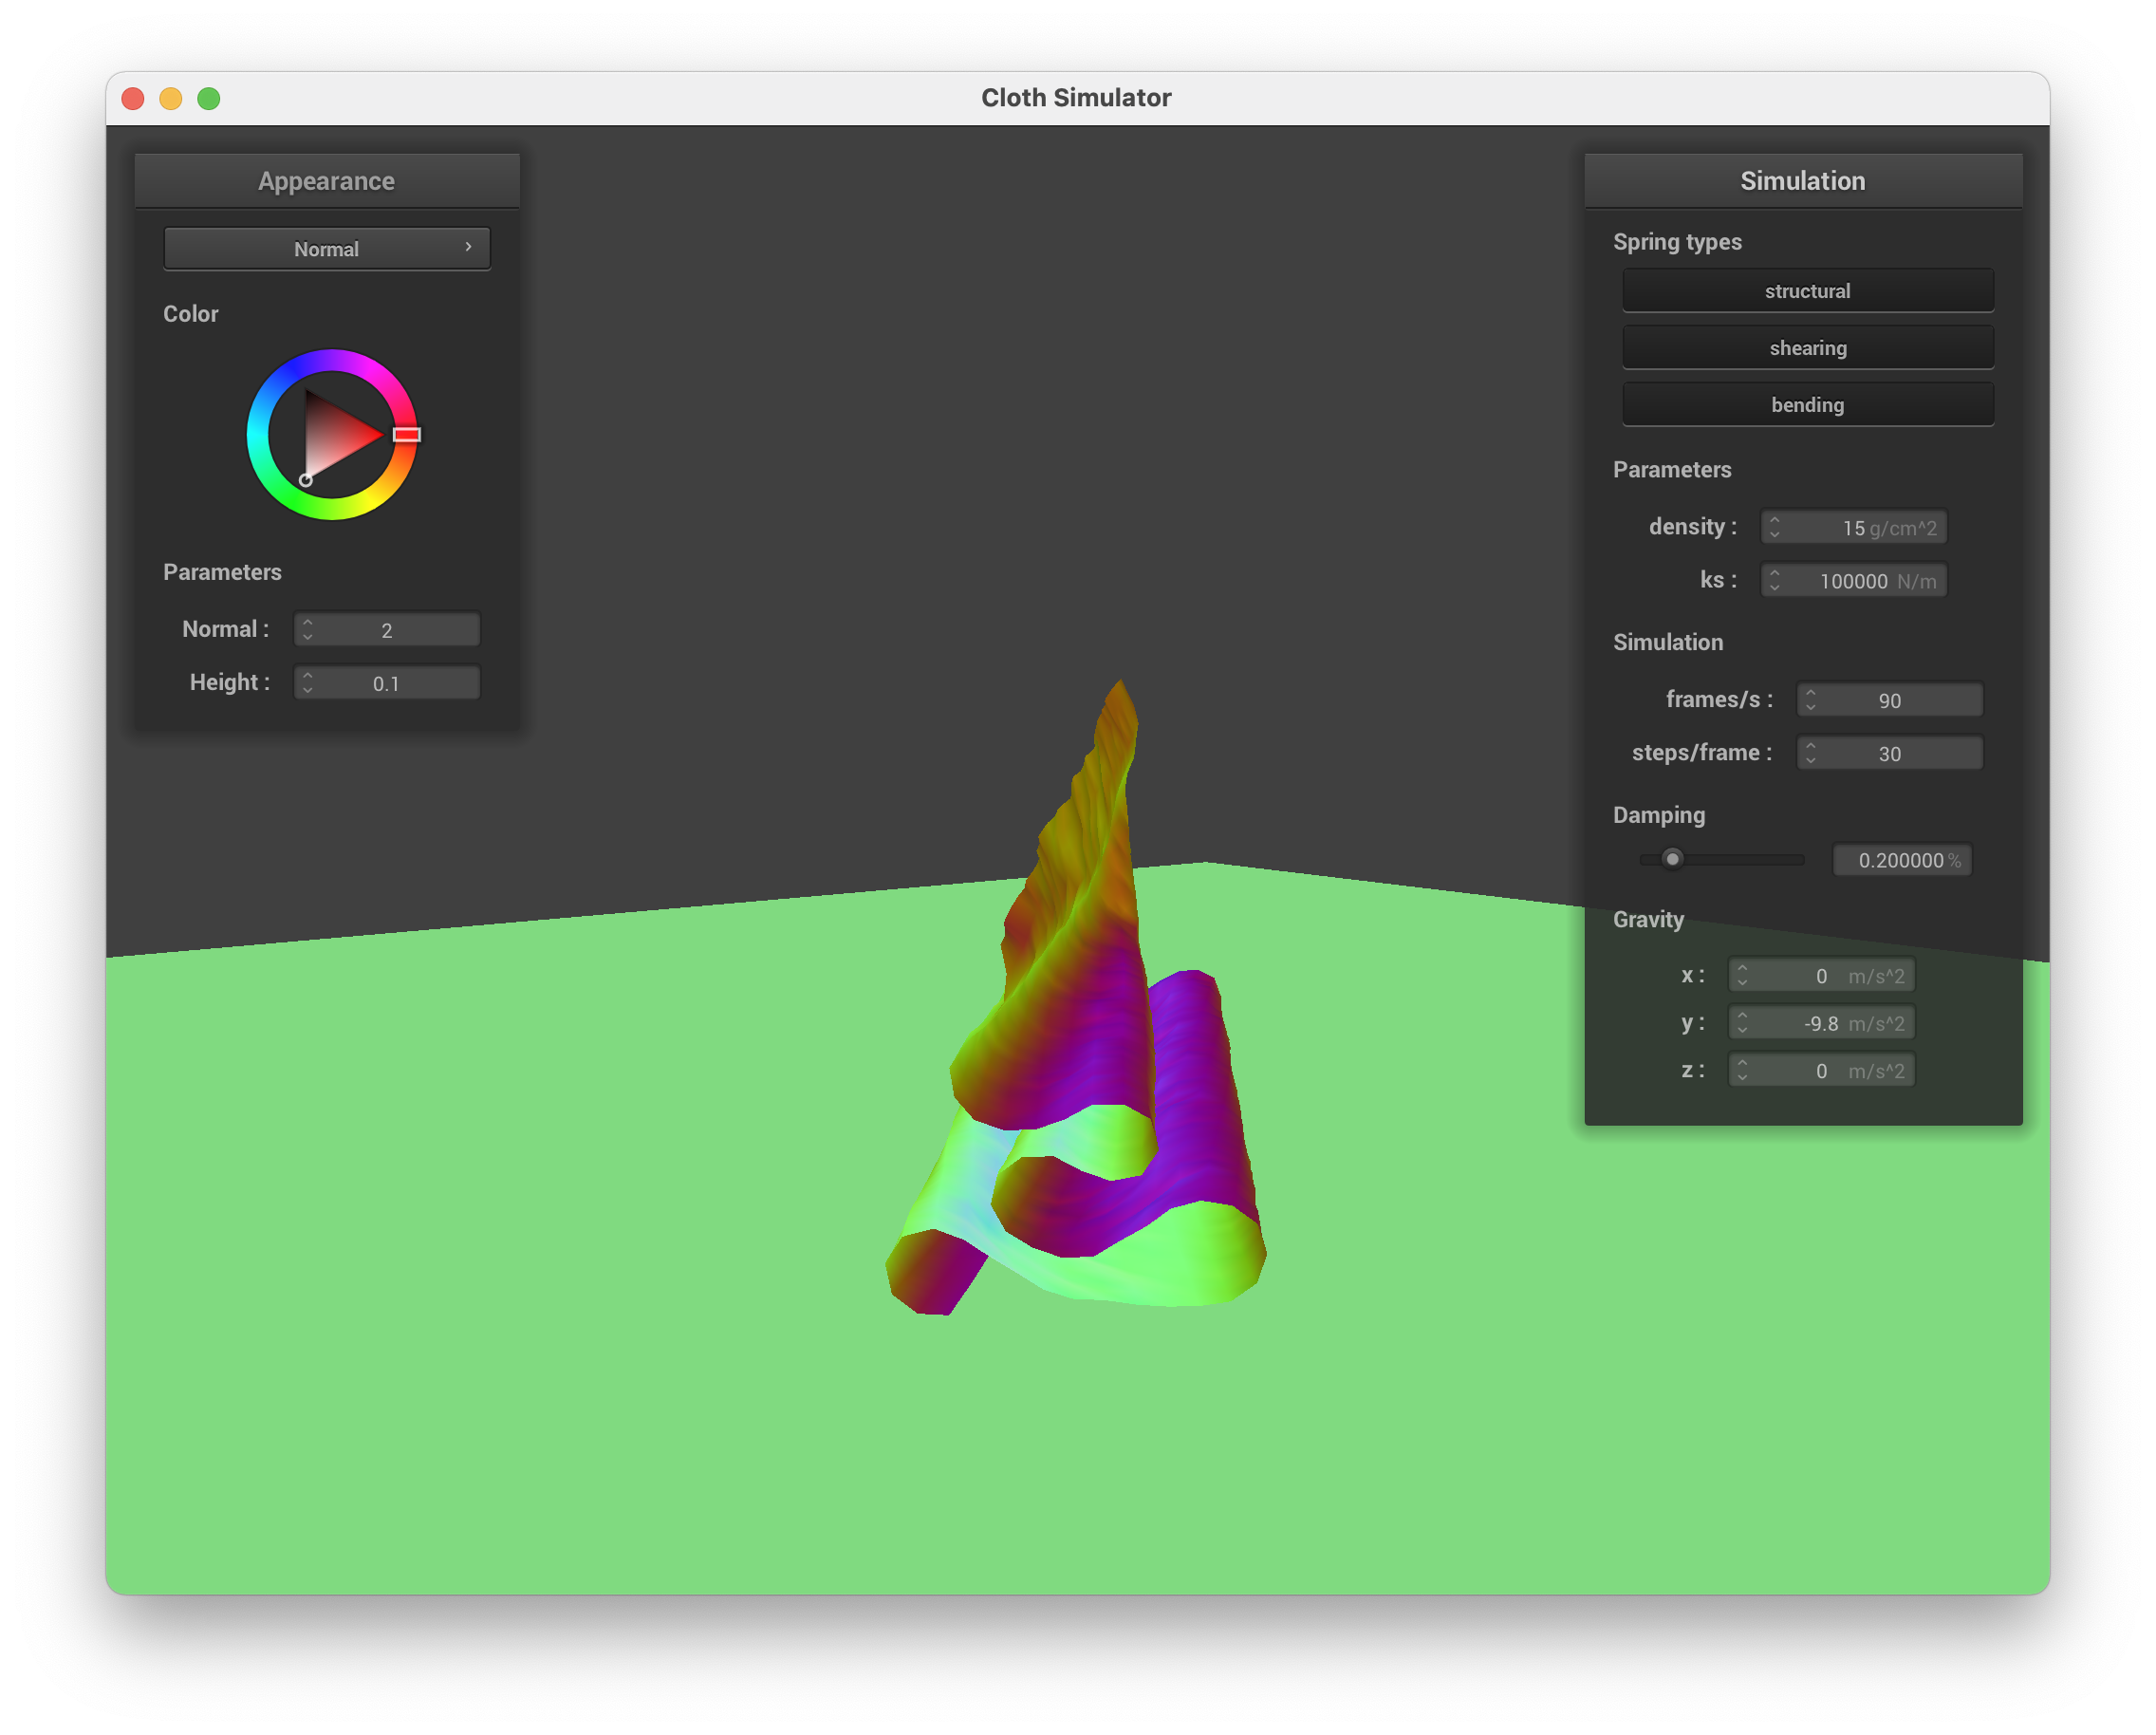 Cloth Simulator
Appearance
Normal
Color
Parameters
Normal : 2
Height : 0.1
Simulation
Spring types
structural
shearing
bending
Parameters
density : 15 g/cm^2
ks : 100000 N/m
Simulation
frames/s : 90
steps/frame : 30
Damping
0.200000 %
Gravity
x : 0 m/s^2
y : -9.8 m/s^2
z : 0 m/s^2